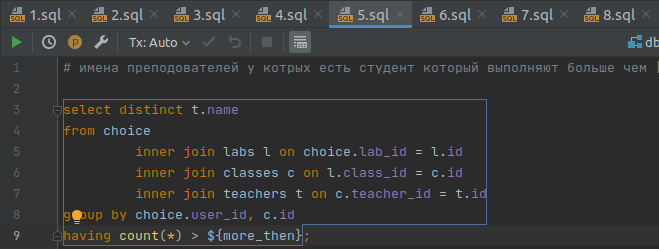 1.sql 2.sql 3.sql 4.sql 5.sql 6.sql 7.sql 8.sql
Tx: Auto db
1 # имена преподователей у котрых есть студент который выполняют больше чем
2
3 select distinct t.name
4 from choice
5 inner join labs l on choice.lab_id = l.id
6 inner join classes c on l.class_id = c.id
7 inner join teachers t on c.teacher_id = t.id
8 group by choice.user_id, c.id
9 having count(*) > ${more_then};